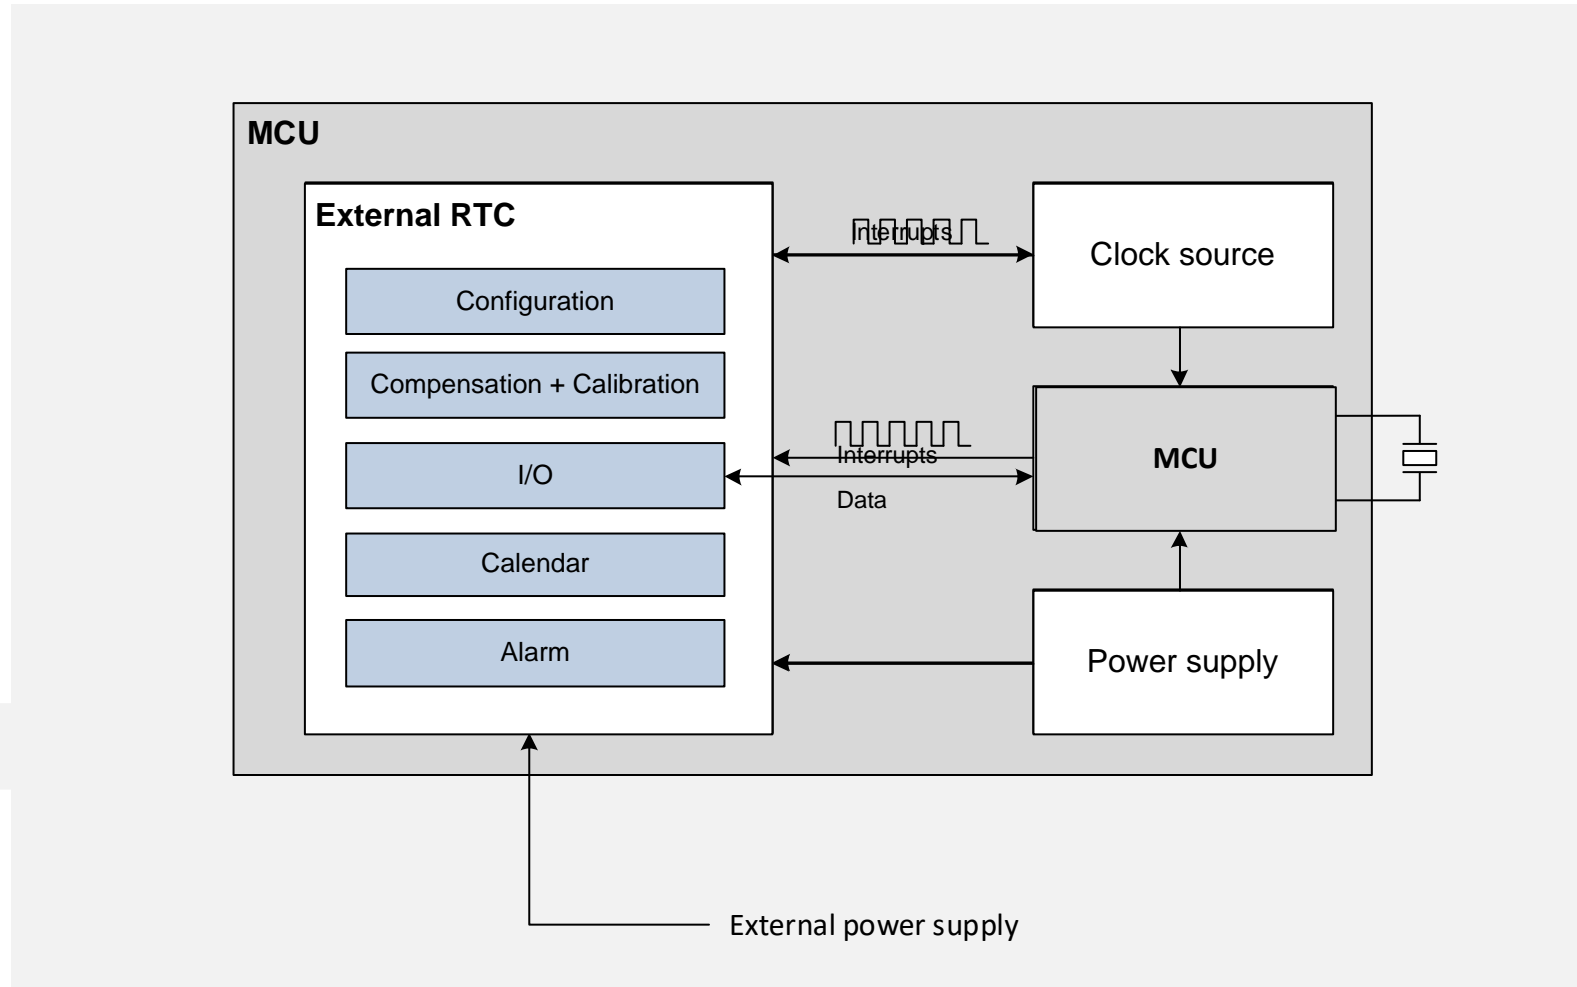 MCU
External RTC
Configuration
Compensation + Calibration
I/O
Calendar
Alarm
Interrupts
Clock source
Interrupts
Data
MCU
Power supply
External power supply